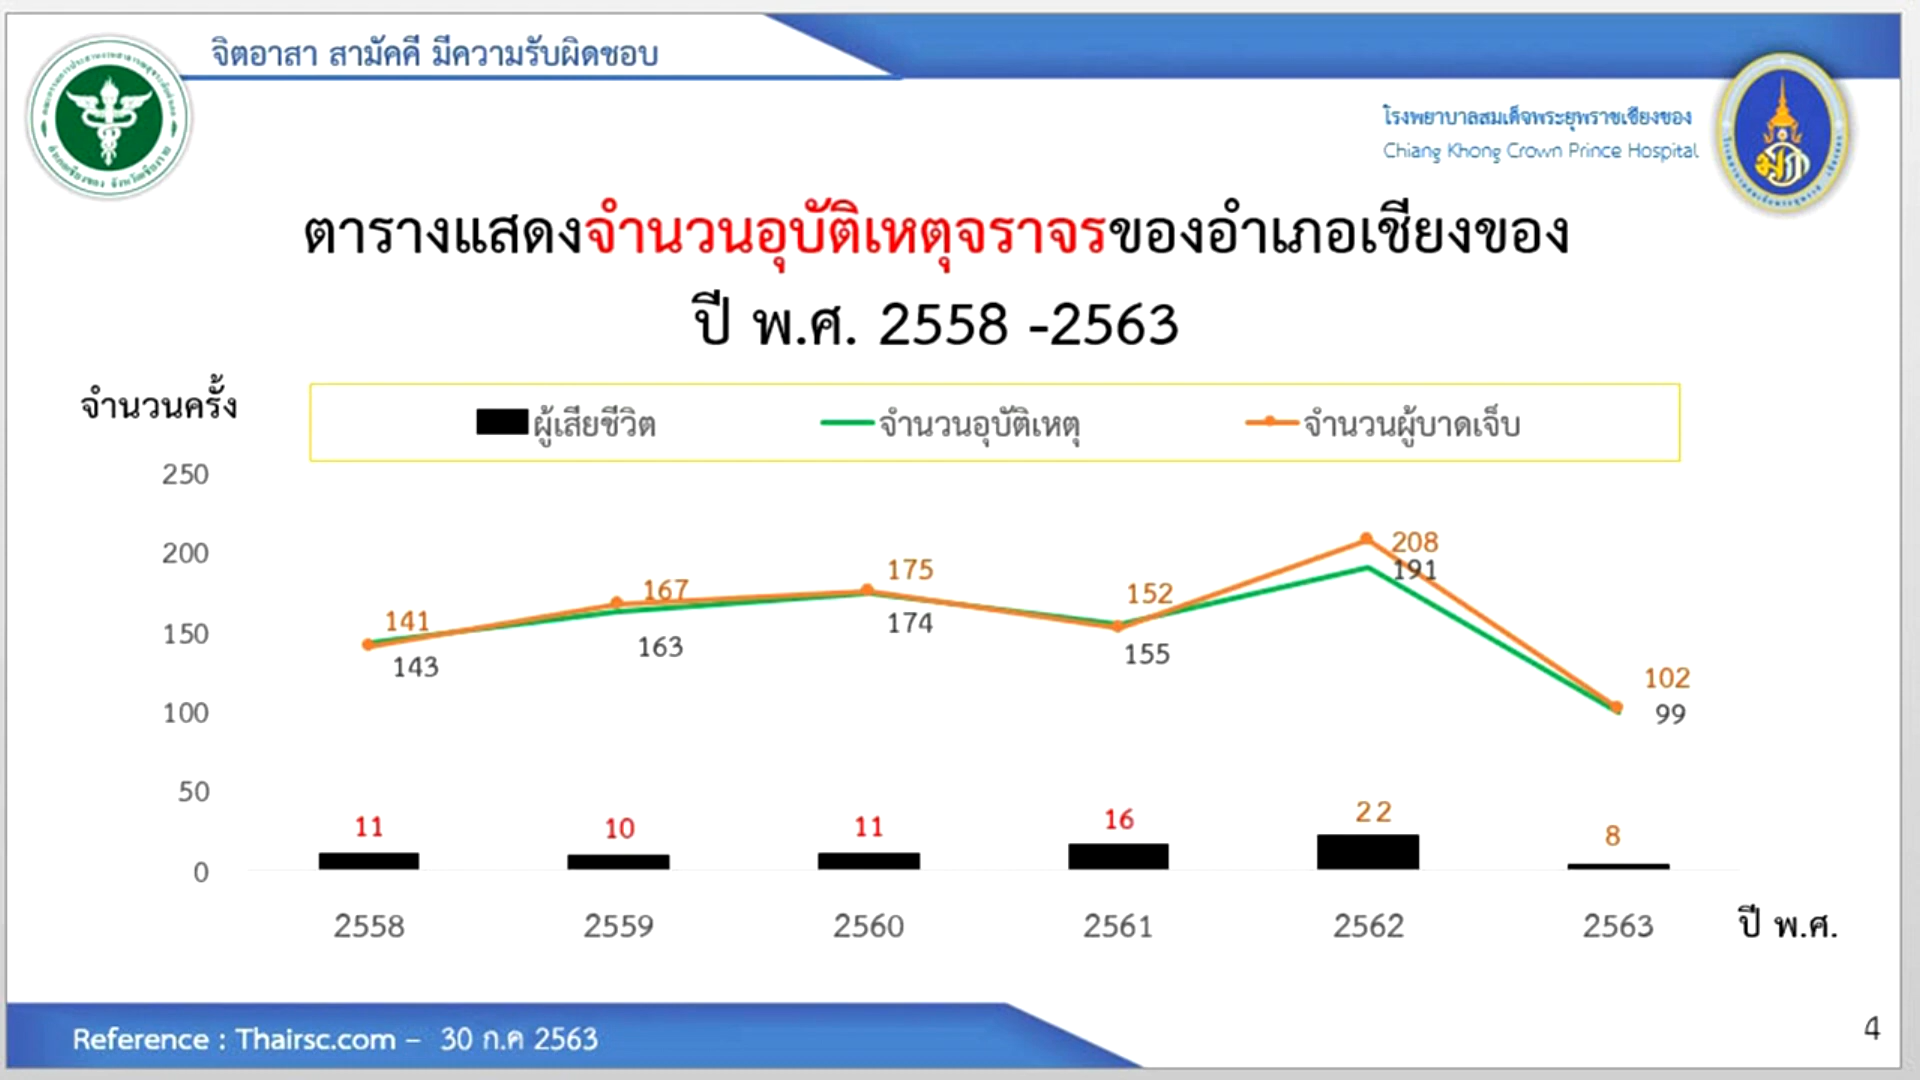 จิตอาสา สามัคคี มีความรับผิดชอบ
โรงพยาบาลสมเด็จพระยุพราชเชียงของ
Chiang Khong Crown Prince Hospital
ตารางแสดงจำนวนอุบัติเหตุจราจรของอำเภอเชียงของ
ปี พ.ศ. 2558 -2563
จำนวนครั้ง
ผู้เสียชีวิต จำนวนอุบัติเหตุ จำนวนผู้บาดเจ็บ
250
200
150
100
50
0
141 167 175 152 208 102
143 163 174 155 191 99
11 10 11 16 22 8
2558 2559 2560 2561 2562 2563 ปี พ.ศ.
Reference : Thairsc.com – 30 ก.ค 2563
4